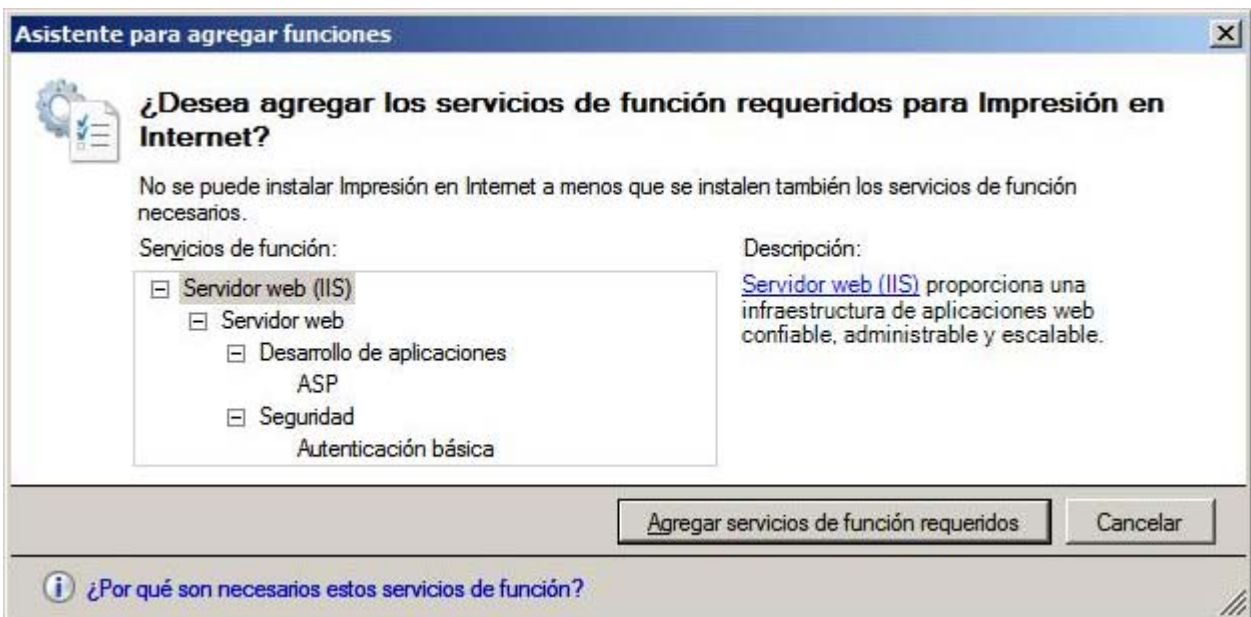 Asistente para agregar funciones
¿Desea agregar los servicios de función requeridos para Impresión en
Internet?
No se puede instalar Impresión en Internet a menos que se instalen también los servicios de función
necesarios.
Servicios de función:
Servidor web (IIS)
Servidor web
Desarrollo de aplicaciones
ASP
Seguridad
Autenticación básica
Descripción:
Servidor web (IIS) proporciona una
infraestructura de aplicaciones web
confiable, administrable y escalable.
Agregar servicios de función requeridos
Cancelar
¿Por qué son necesarios estos servicios de función?